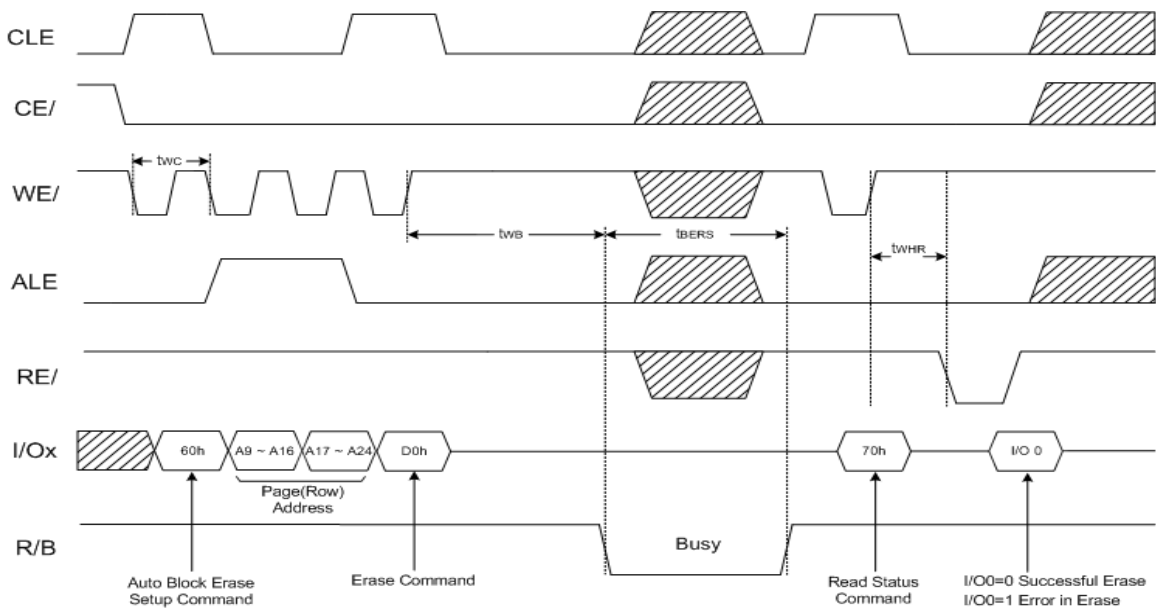 CLE
CE/
tWC
WE/
tWB
tBERS
tWHR
ALE
RE/
I/Ox
60h
A9 ~ A16
A17 ~ A24
D0h
70h
I/O 0
Page(Row)
Address
R/B
Busy
Auto Block Erase
Setup Command
Erase Command
Read Status
Command
I/O0=0 Successful Erase
I/O0=1 Error in Erase